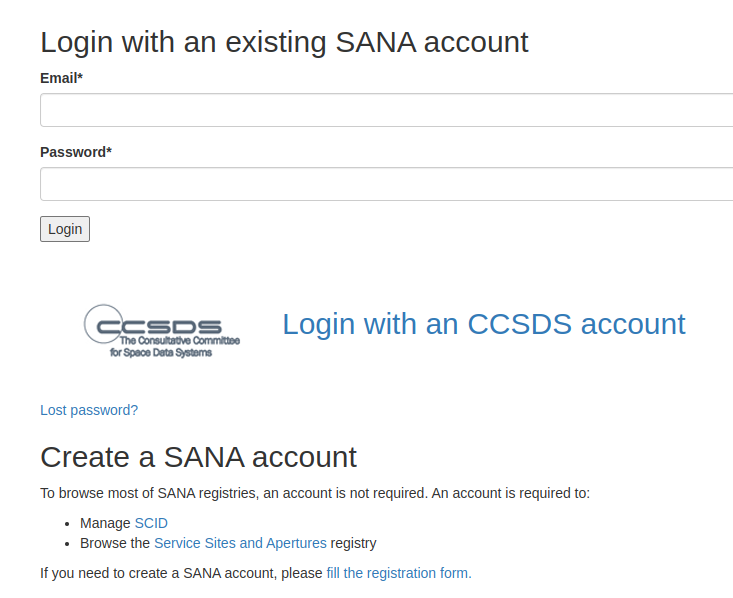 Login with an existing SANA account
Email*
Password*
Login
CCSDS
The Consultative Committee
for Space Data Systems
Login with an CCSDS account
Lost password?
Create a SANA account
To browse most of SANA registries, an account is not required. An account is required to:
• Manage SCID
• Browse the Service Sites and Apertures registry
If you need to create a SANA account, please fill the registration form.